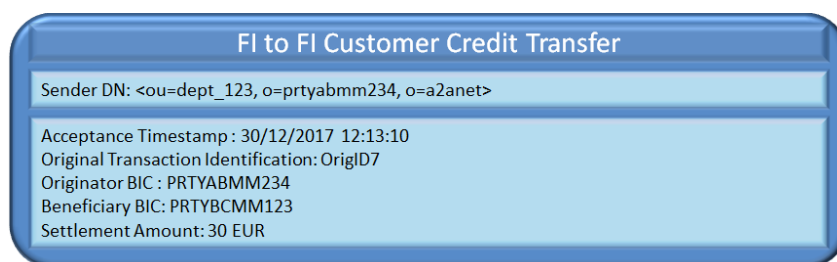 FI to FI Customer Credit Transfer
Sender DN: <ou=dept_123, o=prtyabmm234, o=a2anet>
Acceptance Timestamp : 30/12/2017 12:13:10
Original Transaction Identification: OrigID7
Originator BIC : PRTYABMM234
Beneficiary BIC: PRTYBCMM123
Settlement Amount: 30 EUR